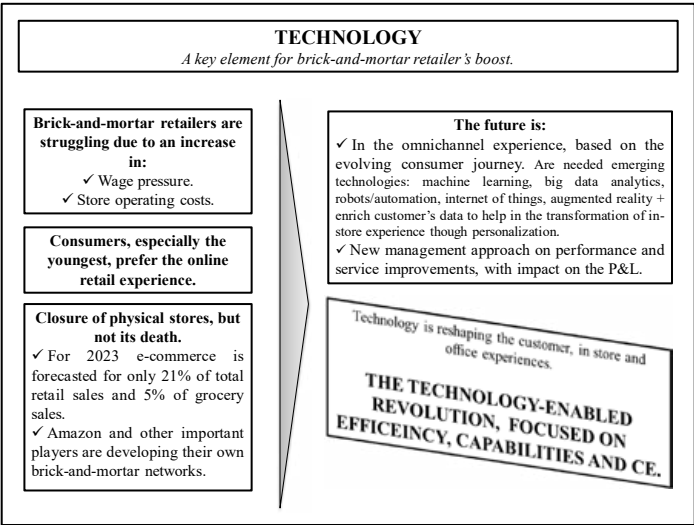 TECHNOLOGY
A key element for brick-and-mortar retailer's boost.
Brick-and-mortar retailers are
struggling due to an increase
in:
✓ Wage pressure.
✓ Store operating costs.
Consumers, especially the
youngest, prefer the online
retail experience.
Closure of physical stores, but
not its death.
✓ For 2023 e-commerce is
forecasted for only 21% of total
retail sales and 5% of grocery
sales.
✓ Amazon and other important
players are developing their own
brick-and-mortar networks.
The future is:
✓ In the omnichannel experience, based on the
evolving consumer journey. Are needed emerging
technologies: machine learning, big data analytics,
robots/automation, internet of things, augmented reality +
enrich customer's data to help in the transformation of in-
store experience though personalization.
✓ New management approach on performance and
service improvements, with impact on the P&L.
Technology is reshaping the customer, in store and
office experiences.
THE TECHNOLOGY-ENABLED
REVOLUTION, FOCUSED ON
EFFICEINCY, CAPABILITIES AND CE.